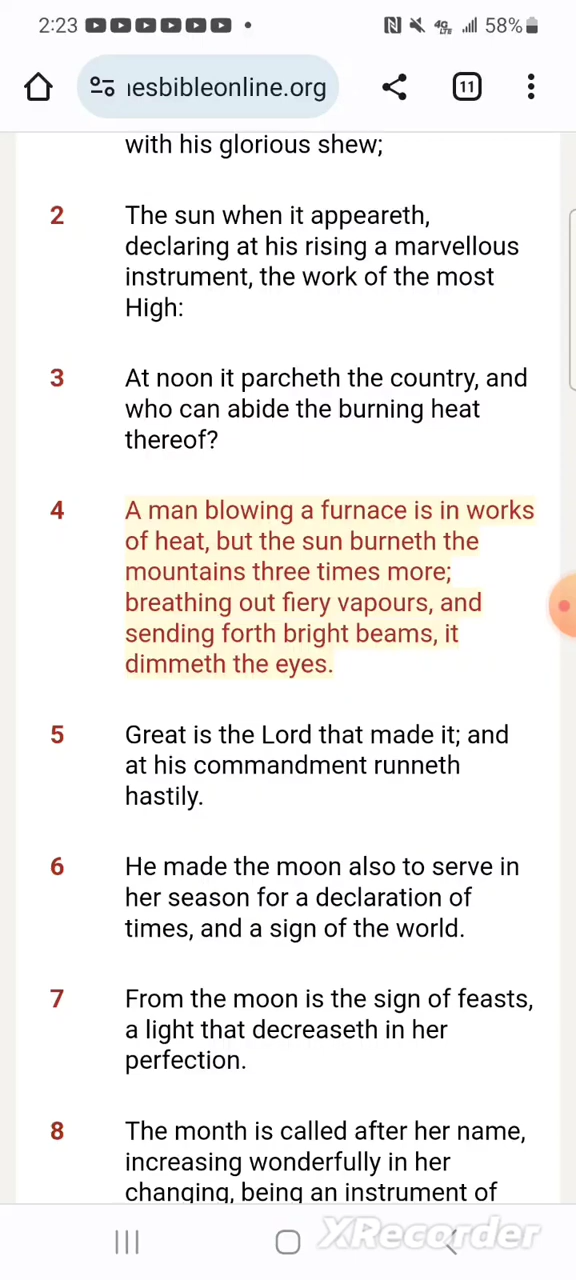 2:23
4G LTE
58%
ıesbibleonline.org
11
with his glorious shew;
2
The sun when it appeareth,
declaring at his rising a marvellous
instrument, the work of the most
High:
3
At noon it parcheth the country, and
who can abide the burning heat
thereof?
4
A man blowing a furnace is in works
of heat, but the sun burneth the
mountains three times more;
breathing out fiery vapours, and
sending forth bright beams, it
dimmeth the eyes.
5
Great is the Lord that made it; and
at his commandment runneth
hastily.
6
He made the moon also to serve in
her season for a declaration of
times, and a sign of the world.
7
From the moon is the sign of feasts,
a light that decreaseth in her
perfection.
8
The month is called after her name,
increasing wonderfully in her
changing, being an instrument of
XRecorder